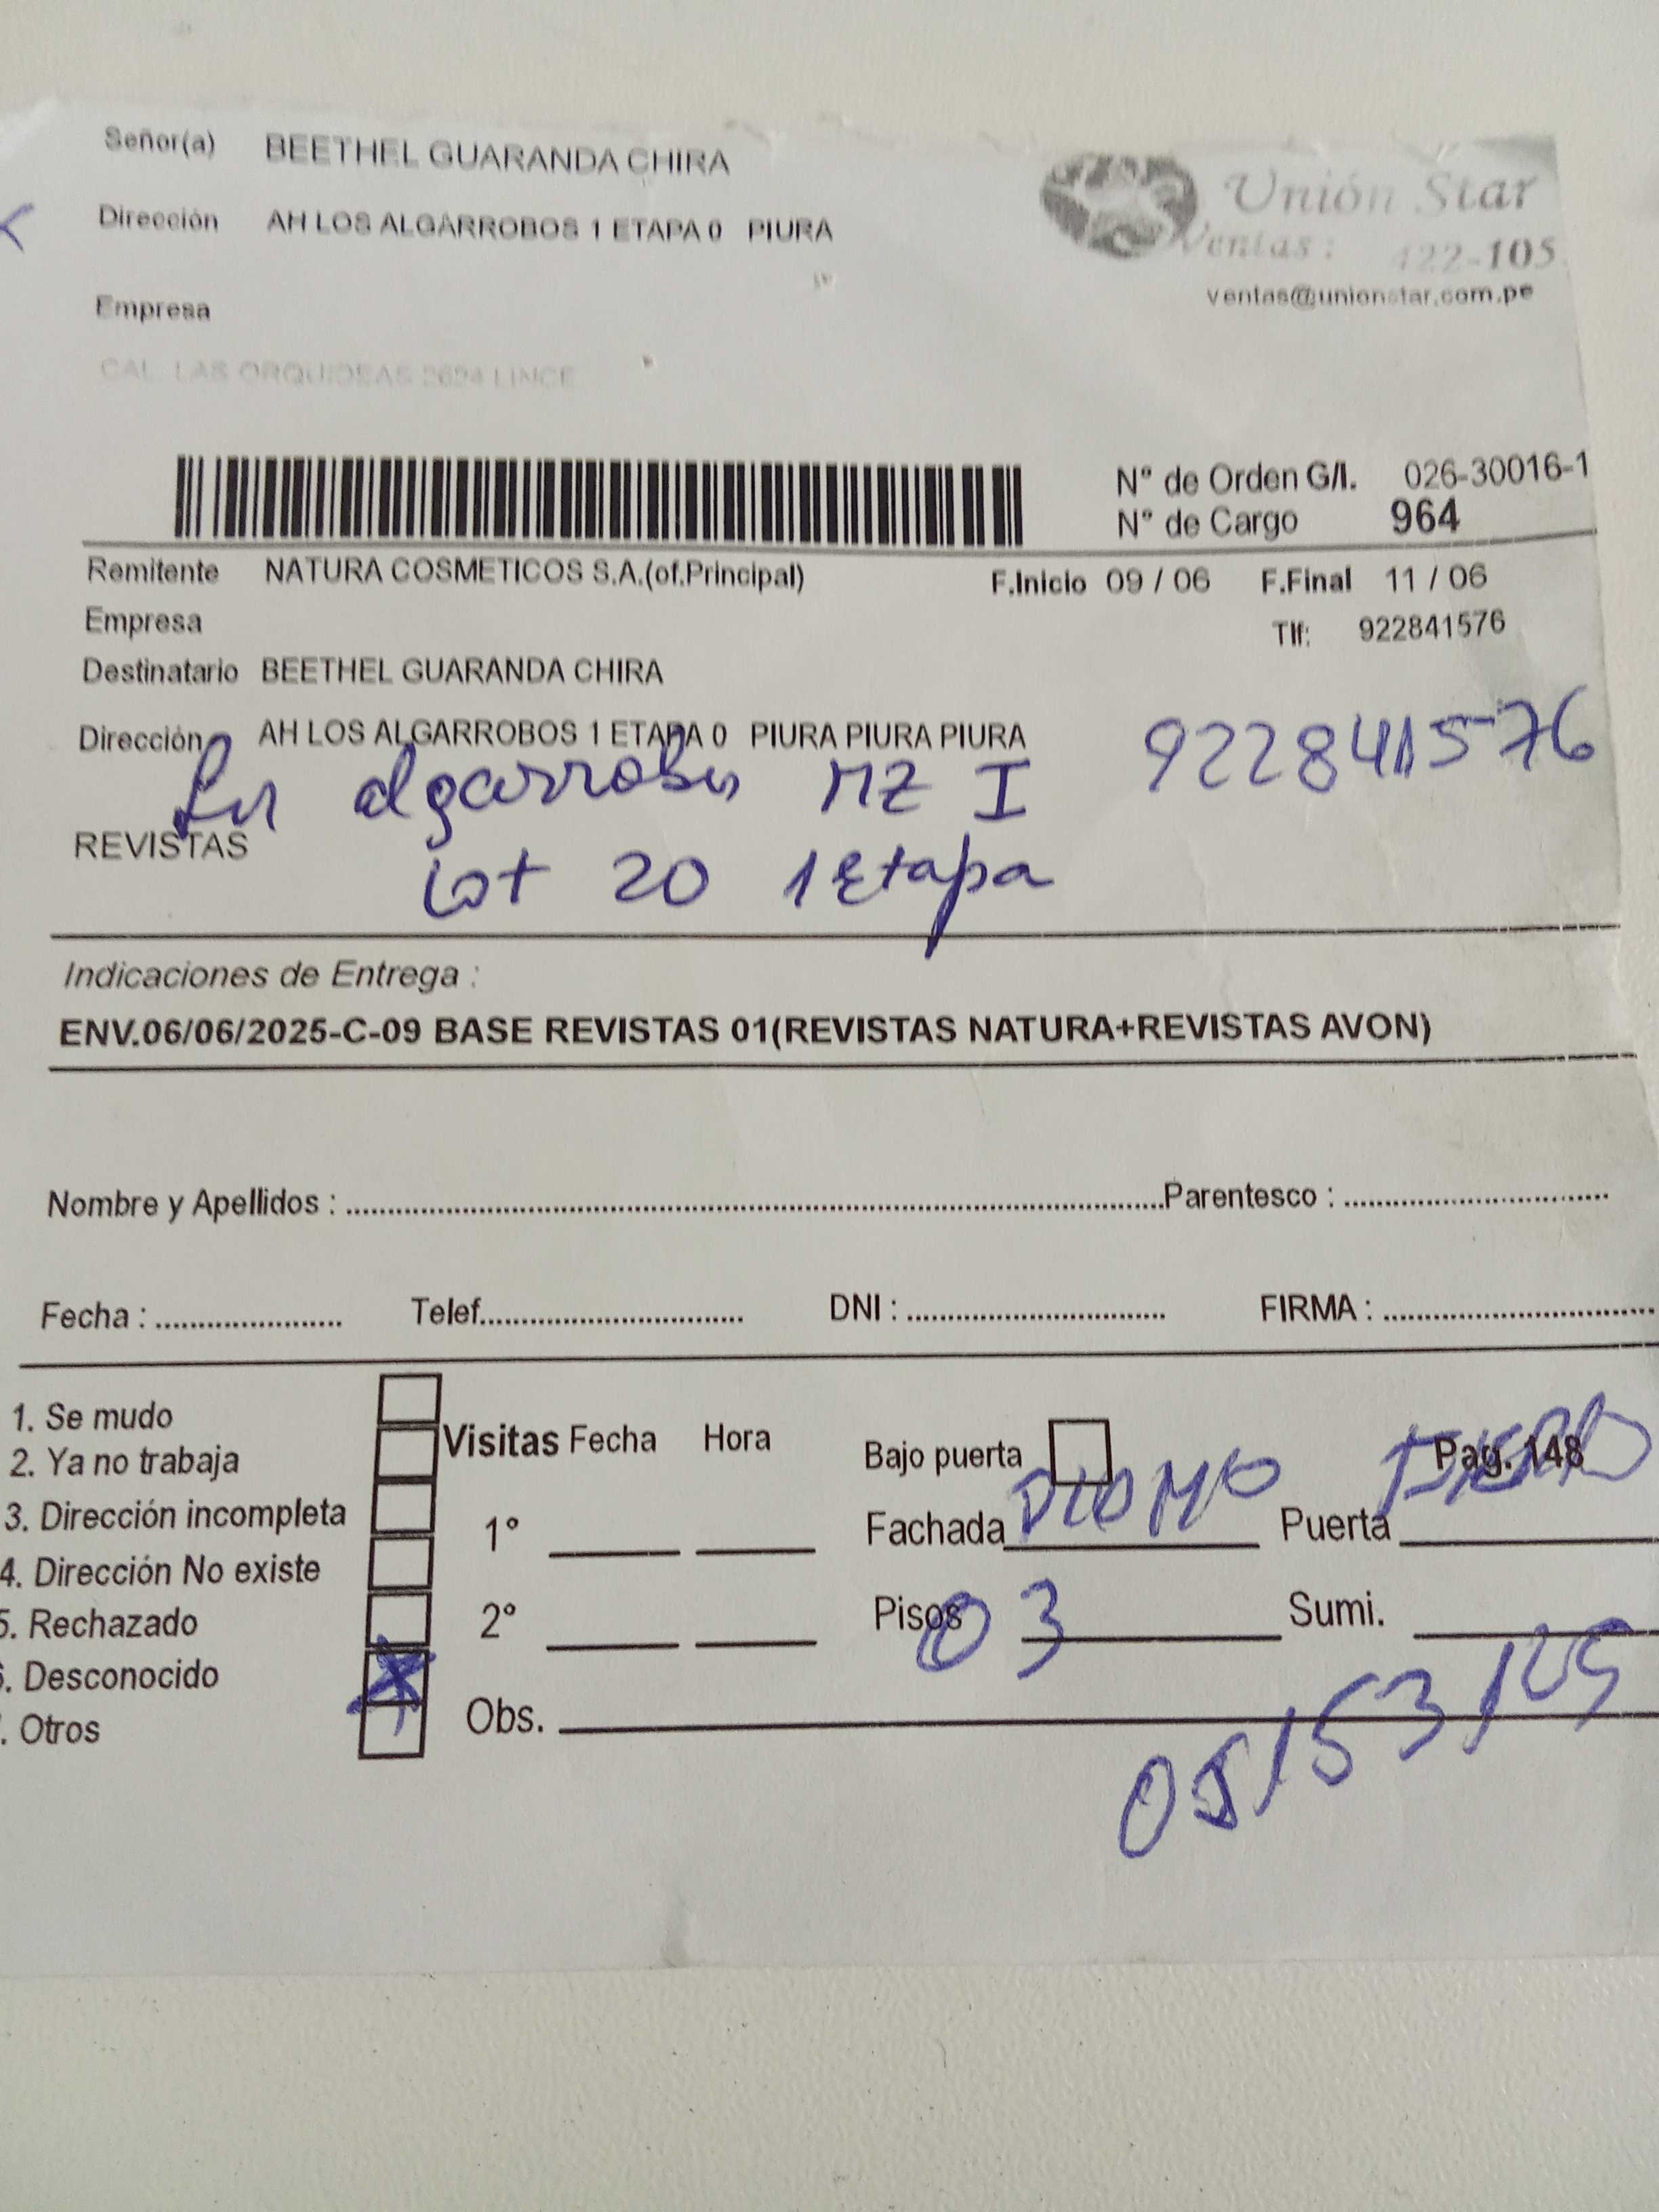 Señor(a) BEETHEL GUARANDA CHIRA
Dirección AH LOS ALGARROBOS 1 ETAPA 0 PIURA
Unión Star
Ventas : 422-105
ventas@unionstar.com.pe
Empresa
CAL. LAS ORQUIDEAS 2624 LINCE
N° de Orden G/I. 026-30016-1
N° de Cargo 964
Remitente NATURA COSMETICOS S.A.(of.Principal) F.Inicio 09 / 06 F.Final 11 / 06
Empresa Tlf: 922841576
Destinatario BEETHEL GUARANDA CHIRA
Dirección AH LOS ALGARROBOS 1 ETAPA 0 PIURA PIURA PIURA
922841576
algarrobos MZ I
REVISTAS
Lot 20 1 Etapa
Indicaciones de Entrega :
ENV.06/06/2025-C-09 BASE REVISTAS 01(REVISTAS NATURA+REVISTAS AVON)
Nombre y Apellidos : Parentesco :
Fecha : Telef. DNI : FIRMA :
1. Se mudo
2. Ya no trabaja
3. Dirección incompleta
4. Dirección No existe
5. Rechazado
. Desconocido
. Otros
Visitas Fecha Hora
1°
2°
Obs.
Bajo puerta Pag. 148
Fachada Puerta
Pisos 03 Sumi.